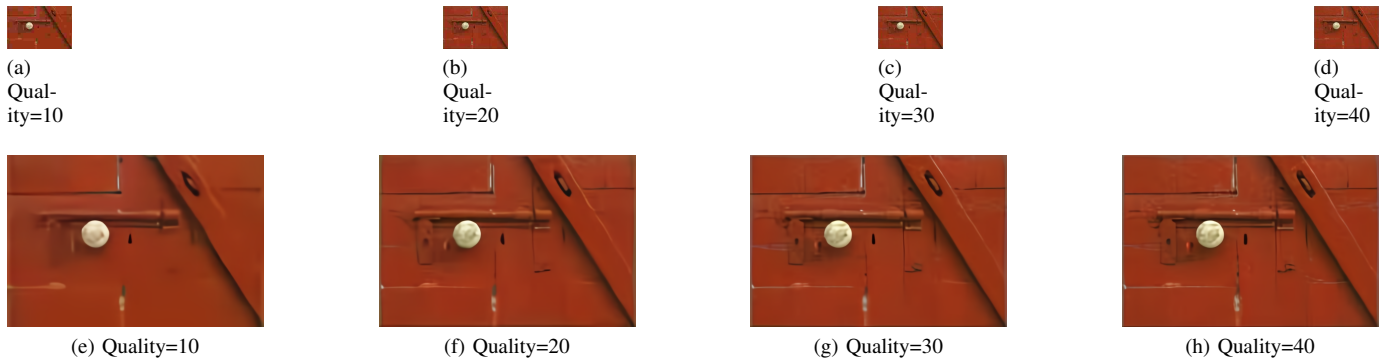 (a)
Qual-
ity=10
(b)
Qual-
ity=20
(c)
Qual-
ity=30
(d)
Qual-
ity=40
(e) Quality=10
(f) Quality=20
(g) Quality=30
(h) Quality=40